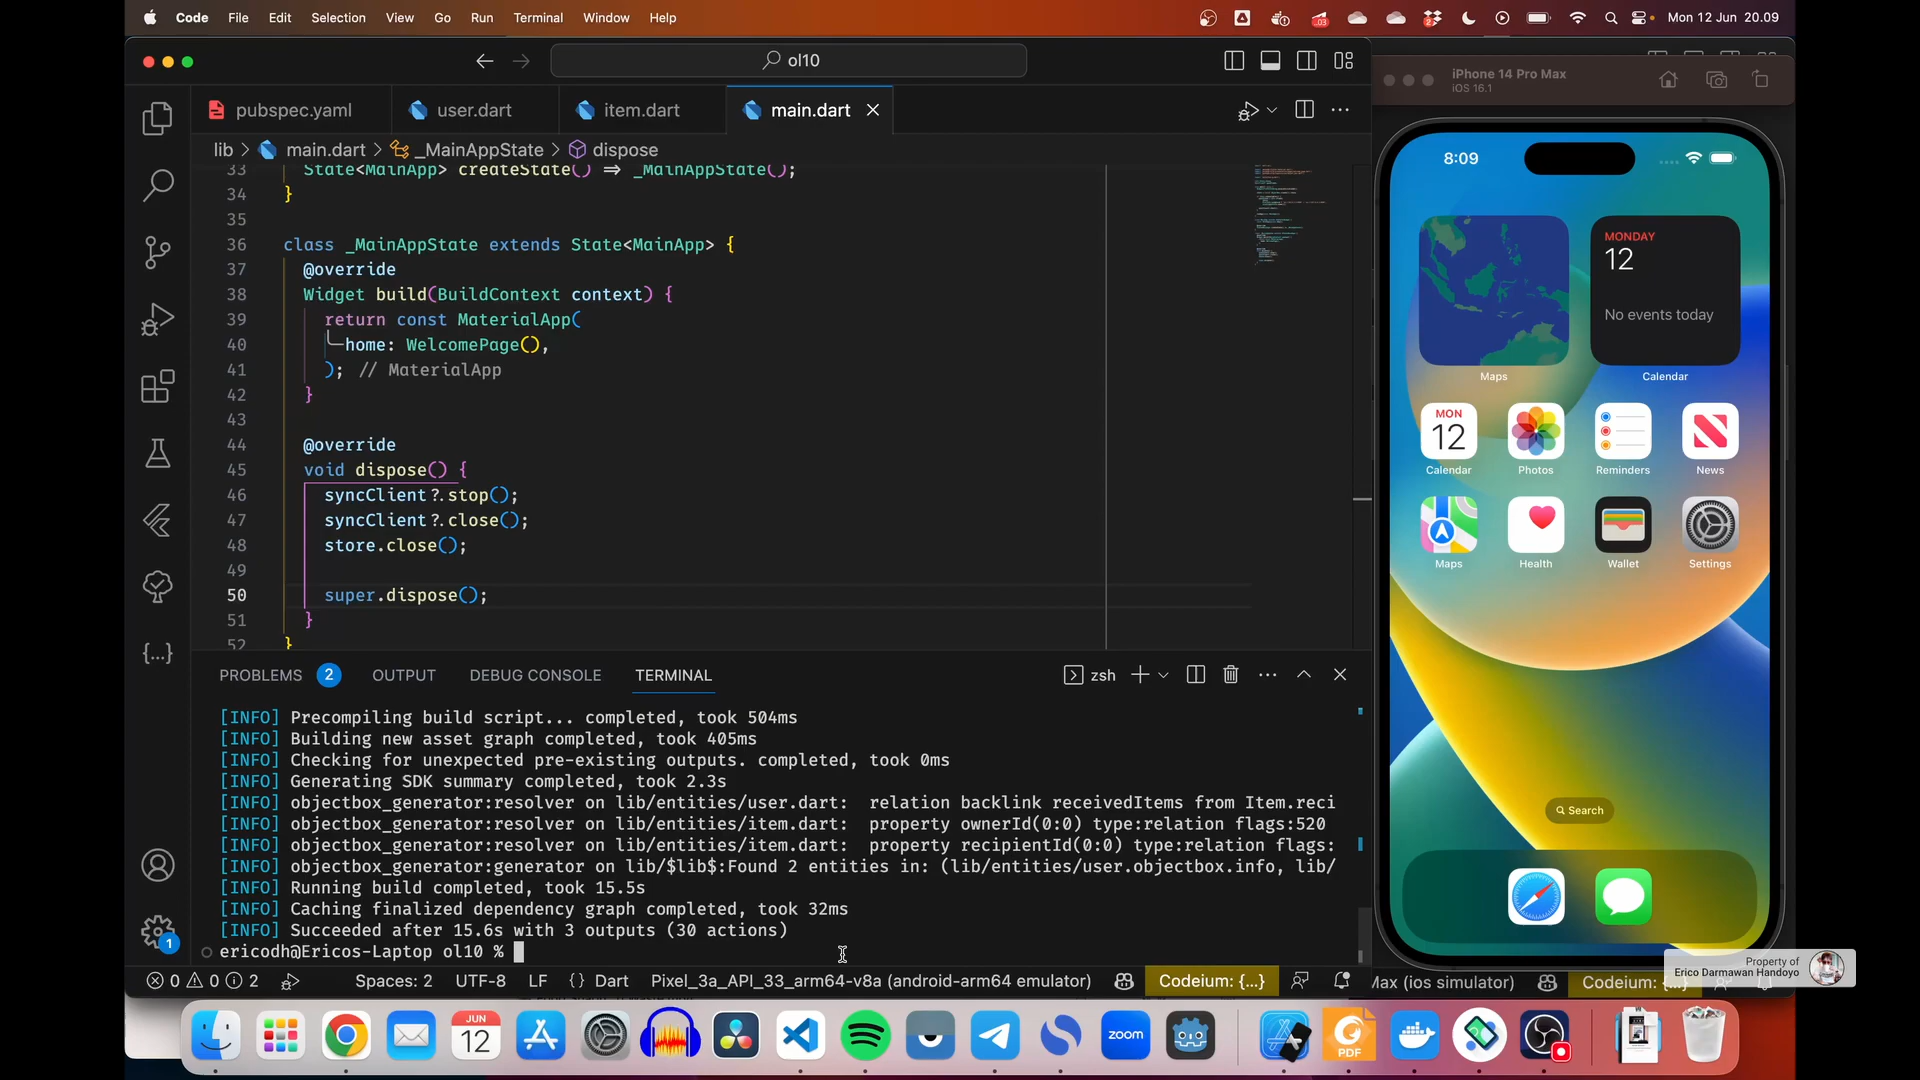 Code File Edit Selection View Go Run Terminal Window Help
Mon 12 Jun 20.09
ol10
pubspec.yaml user.dart item.dart main.dart
lib > main.dart > _MainAppState > dispose
33 State<MainApp> createState() => _MainAppState();
34 }
35
36 class _MainAppState extends State<MainApp> {
37 @override
38 Widget build(BuildContext context) {
39 return const MaterialApp(
40 home: WelcomePage(),
41 ); // MaterialApp
42 }
43
44 @override
45 void dispose() {
46 syncClient?.stop();
47 syncClient?.close();
48 store.close();
49
50 super.dispose();
51 }
52 }
PROBLEMS 2 OUTPUT DEBUG CONSOLE TERMINAL
zsh
[INFO] Precompiling build script... completed, took 504ms
[INFO] Building new asset graph completed, took 405ms
[INFO] Checking for unexpected pre-existing outputs. completed, took 0ms
[INFO] Generating SDK summary completed, took 2.3s
[INFO] objectbox_generator:resolver on lib/entities/user.dart: relation backlink receivedItems from Item.reci
[INFO] objectbox_generator:resolver on lib/entities/item.dart: property ownerId(0:0) type:relation flags:520
[INFO] objectbox_generator:resolver on lib/entities/item.dart: property recipientId(0:0) type:relation flags:
[INFO] objectbox_generator:generator on lib/$lib$:Found 2 entities in: (lib/entities/user.objectbox.info, lib/
[INFO] Running build completed, took 15.5s
[INFO] Caching finalized dependency graph completed, took 32ms
[INFO] Succeeded after 15.6s with 3 outputs (30 actions)
ericodh@Ericos-Laptop ol10 %
1
0 0 2 Spaces: 2 UTF-8 LF {} Dart Pixel_3a_API_33_arm64-v8a (android-arm64 emulator) Codeium: {...}
Max (ios simulator) Codeium: {...}
iPhone 14 Pro Max
iOS 16.1
8:09
MONDAY
12
No events today
Maps Calendar
MON
12
Calendar Photos Reminders News
Maps Health Wallet Settings
Search
Property of
Erico Darmawan Handoyo
JUN
12
zoom
PDF